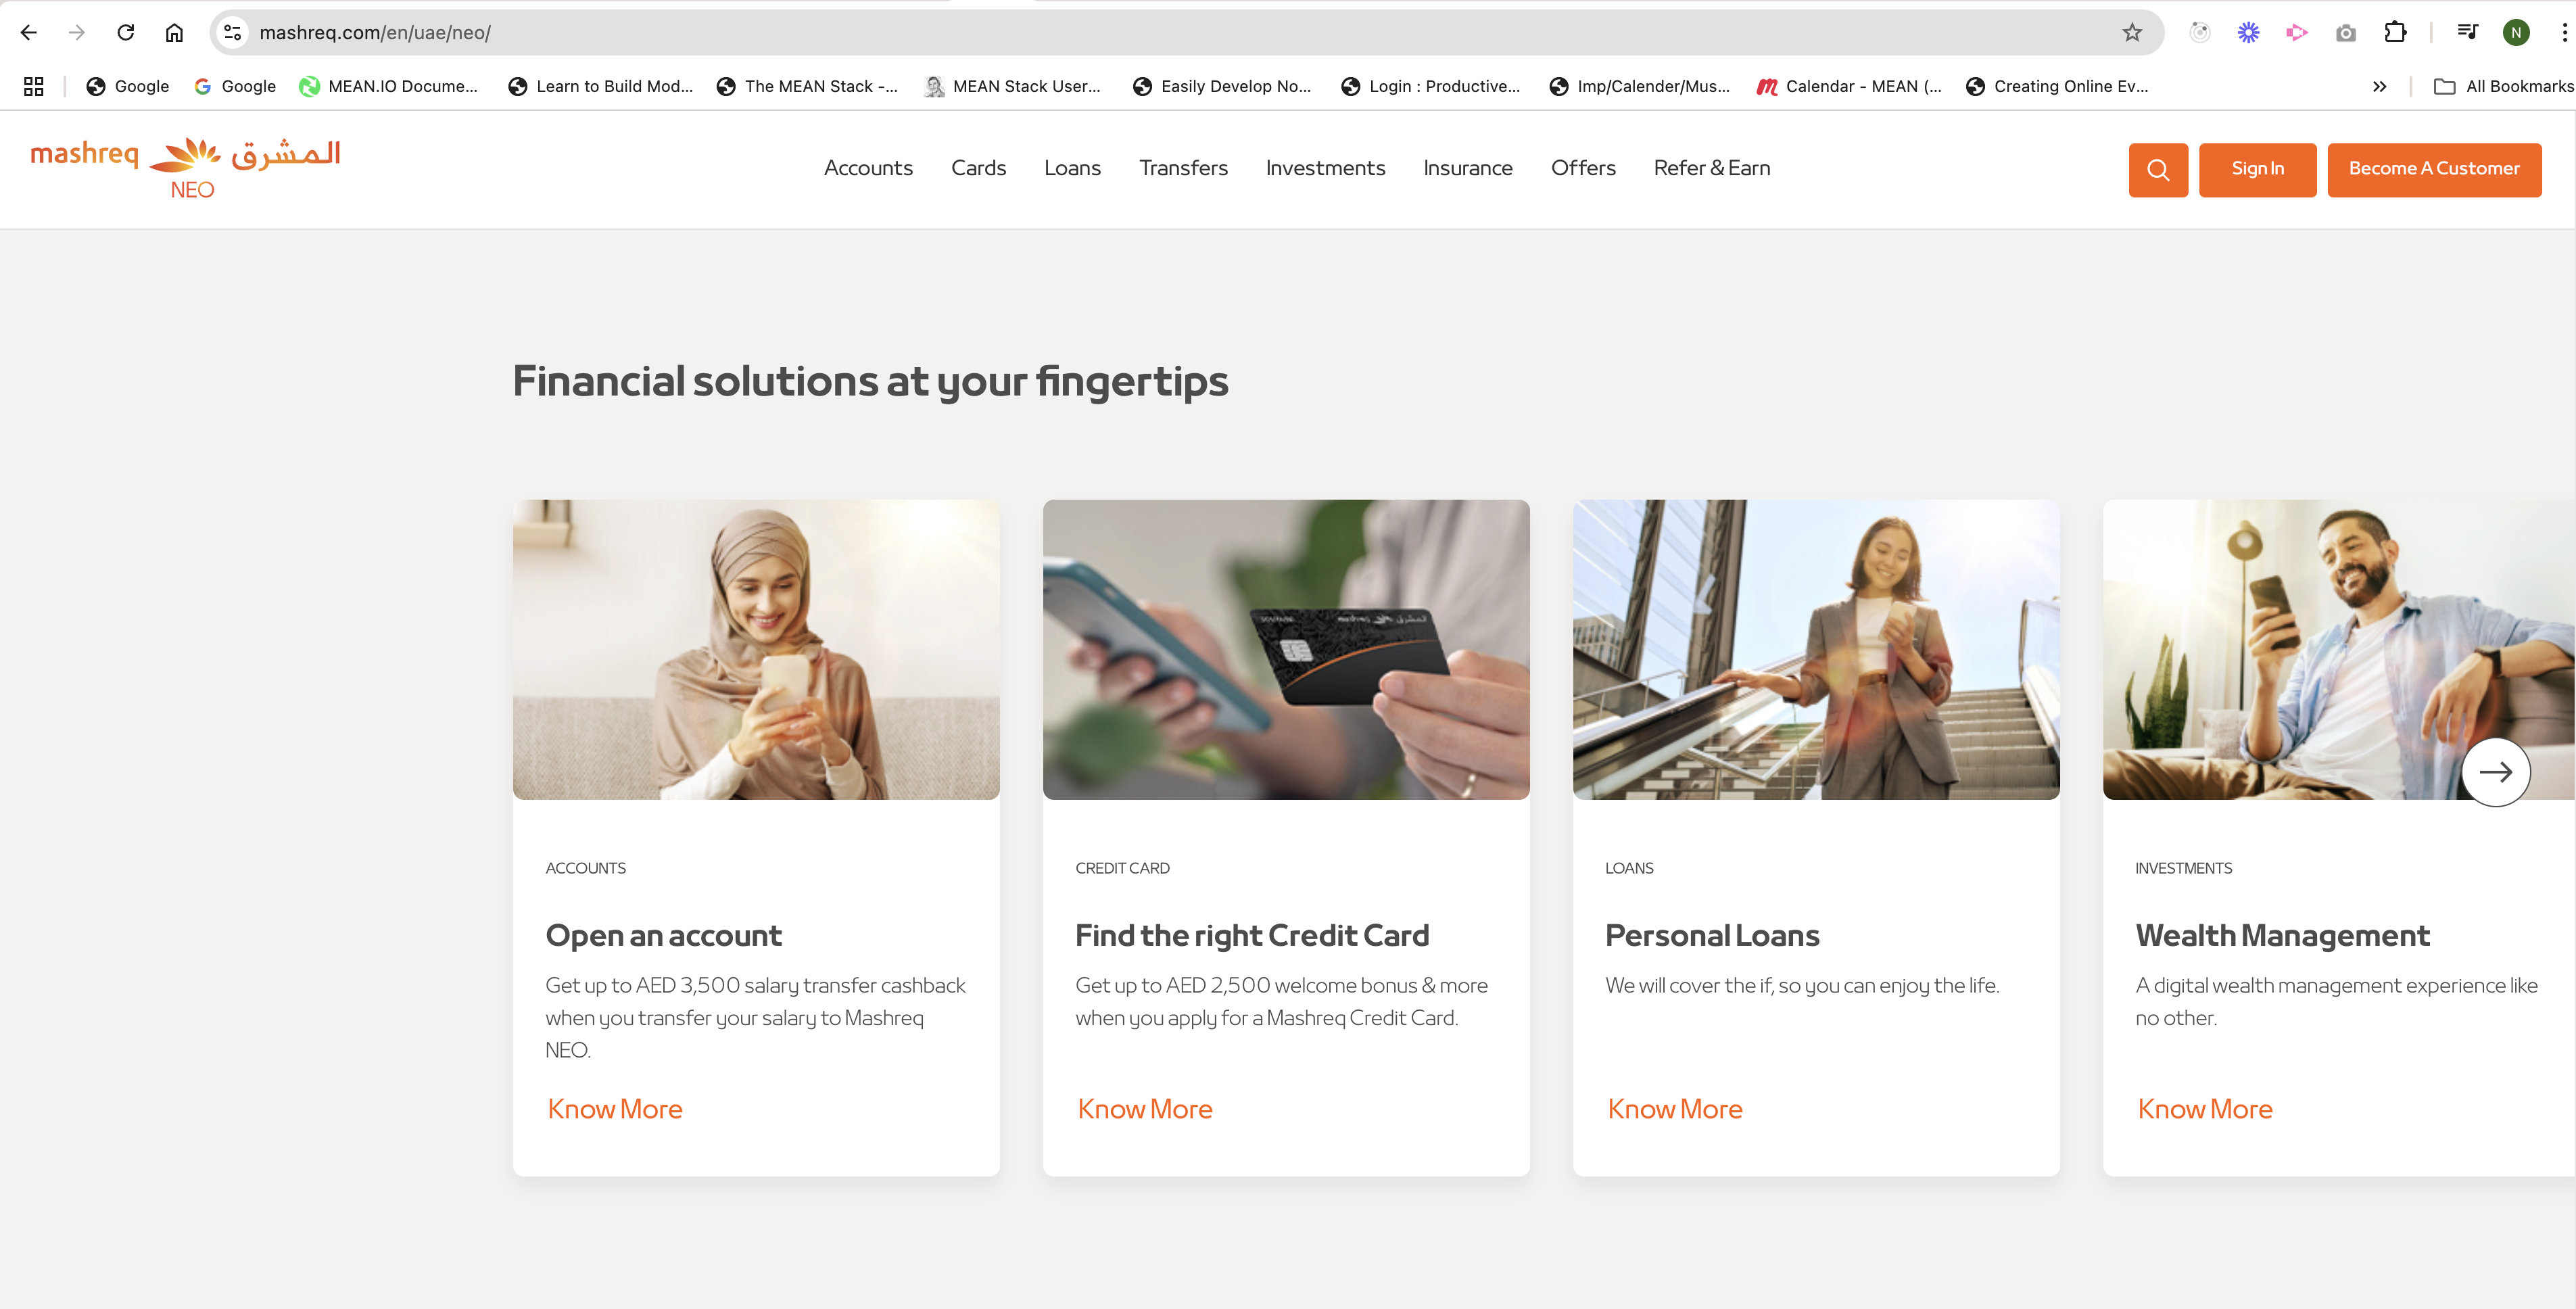 mashreq.com/en/uae/neo/
N
Google
Google
MEAN.IO Docume...
Learn to Build Mod...
The MEAN Stack -...
MEAN Stack User...
Easily Develop No...
Login : Productive...
Imp/Calender/Mus...
Calendar - MEAN (...
Creating Online Ev...
All Bookmarks
mashreq المشرق
NEO
Accounts
Cards
Loans
Transfers
Investments
Insurance
Offers
Refer & Earn
Sign In
Become A Customer
Financial solutions at your fingertips
ACCOUNTS
Open an account
Get up to AED 3,500 salary transfer cashback
when you transfer your salary to Mashreq
NEO.
Know More
CREDIT CARD
Find the right Credit Card
Get up to AED 2,500 welcome bonus & more
when you apply for a Mashreq Credit Card.
Know More
LOANS
Personal Loans
We will cover the if, so you can enjoy the life.
Know More
INVESTMENTS
Wealth Management
A digital wealth management experience like
no other.
Know More